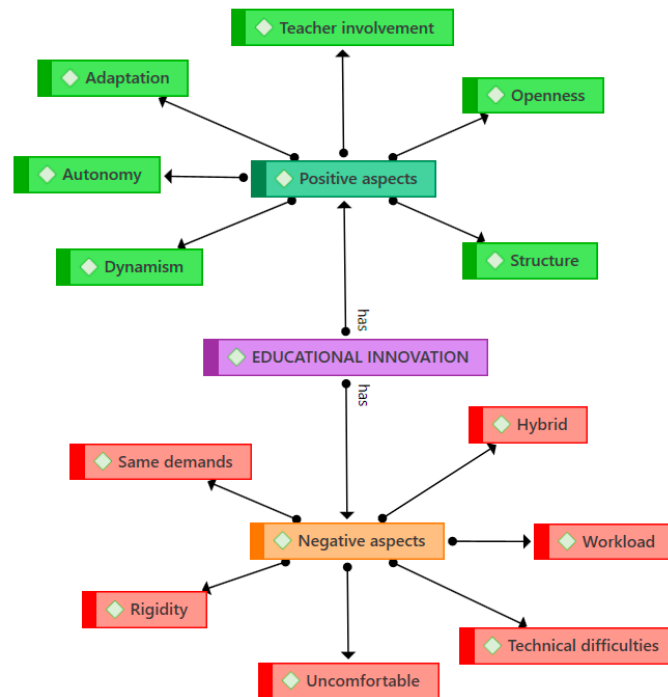 Teacher involvement
Adaptation
Openness
Autonomy
Positive aspects
Dynamism
Structure
has
EDUCATIONAL INNOVATION
has
Hybrid
Same demands
Negative aspects
Workload
Rigidity
Technical difficulties
Uncomfortable